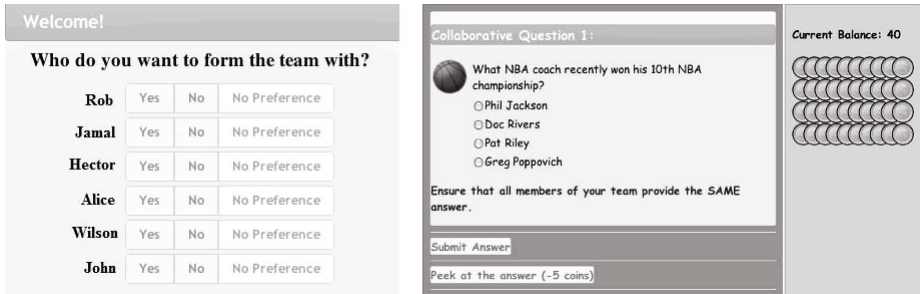 Welcome!
Who do you want to form the team with?
Rob Yes No No Preference
Jamal Yes No No Preference
Hector Yes No No Preference
Alice Yes No No Preference
Wilson Yes No No Preference
John Yes No No Preference
Collaborative Question 1:
What NBA coach recently won his 10th NBA
championship?
Phil Jackson
Doc Rivers
Pat Riley
Greg Poppovich
Ensure that all members of your team provide the SAME
answer.
Submit Answer
Peek at the answer (-5 coins)
Current Balance: 40